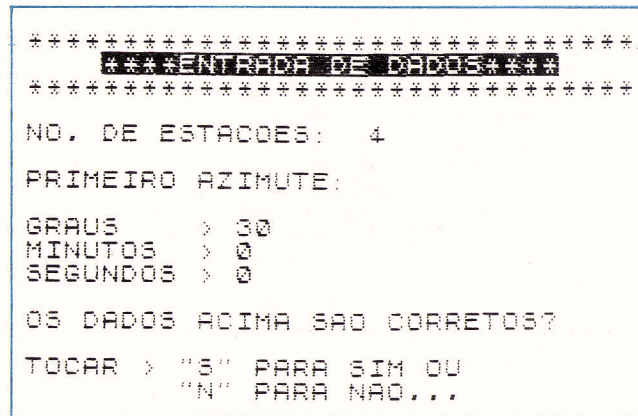 ********************************
****ENTRADA DE DADOS****
********************************
NO. DE ESTACOES: 4
PRIMEIRO AZIMUTE:
GRAUS > 30
MINUTOS > 0
SEGUNDOS > 0
OS DADOS ACIMA SAO CORRETOS?
TOCAR > "S" PARA SIM OU
"N" PARA NAO...